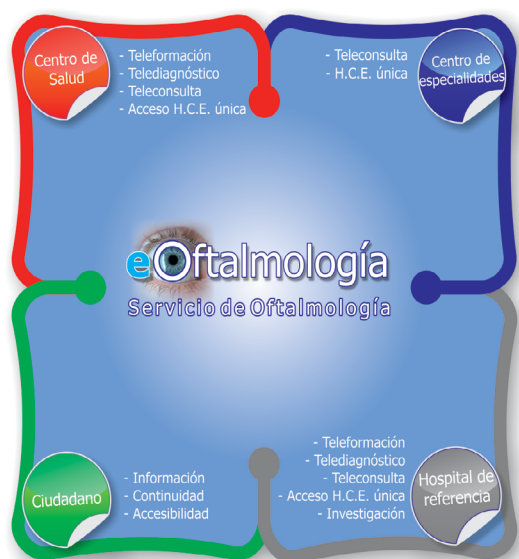 Centro de
Salud
- Teleformación
- Telediagnóstico
- Teleconsulta
- Acceso H.C.E. única
- Teleconsulta
- H.C.E. única
Centro de
especialidades
eOftalmología
Servicio de Oftalmología
Ciudadano
- Información
- Continuidad
- Accesibilidad
- Teleformación
- Telediagnóstico
- Teleconsulta
- Acceso H.C.E. única
- Investigación
Hospital de
referencia